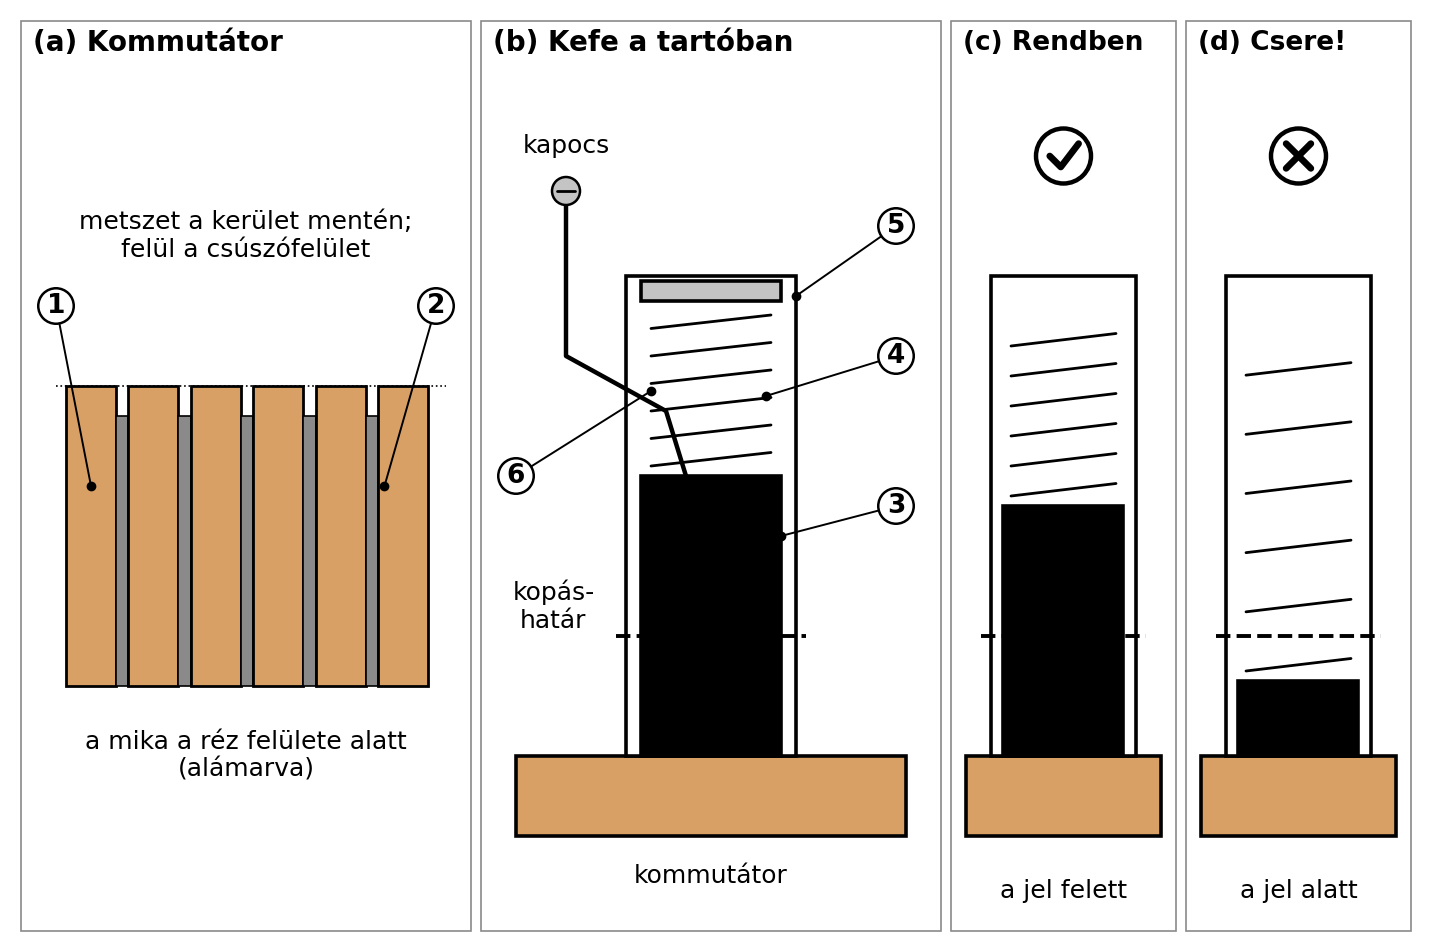 (a) Kommutátor
metszet a kerület mentén;
felül a csúszófelület
1
2
a mika a réz felülete alatt
(alámarva)
(b) Kefe a tartóban
kapocs
5
4
6
3
kopás-
határ
kommutátor
(c) Rendben
a jel felett
(d) Csere!
a jel alatt